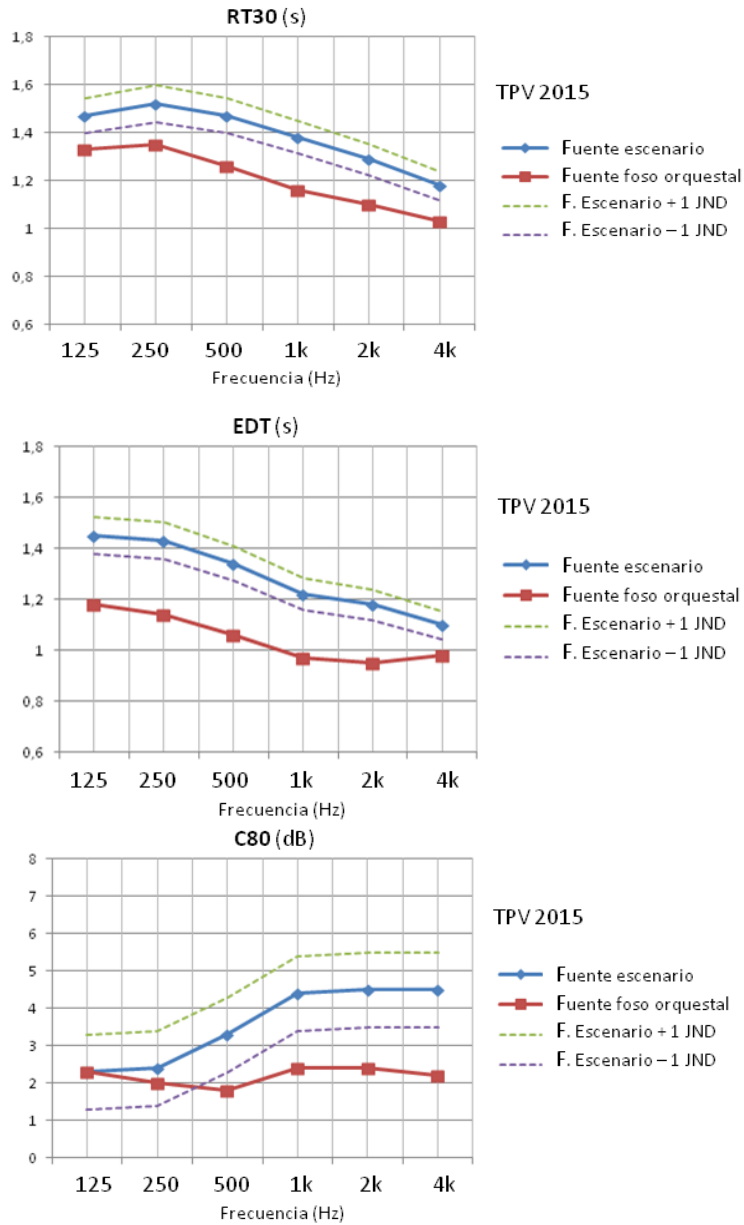 RT30 (s)
1,8
1,6
1,4
1,2
1
0,8
0,6
125 250 500 1k 2k 4k
Frecuencia (Hz)
TPV 2015
Fuente escenario
Fuente foso orquestal
F. Escenario + 1 JND
F. Escenario – 1 JND
EDT (s)
1,8
1,6
1,4
1,2
1
0,8
0,6
125 250 500 1k 2k 4k
Frecuencia (Hz)
TPV 2015
Fuente escenario
Fuente foso orquestal
F. Escenario + 1 JND
F. Escenario – 1 JND
C80 (dB)
8
7
6
5
4
3
2
1
0
125 250 500 1k 2k 4k
Frecuencia (Hz)
TPV 2015
Fuente escenario
Fuente foso orquestal
F. Escenario + 1 JND
F. Escenario – 1 JND